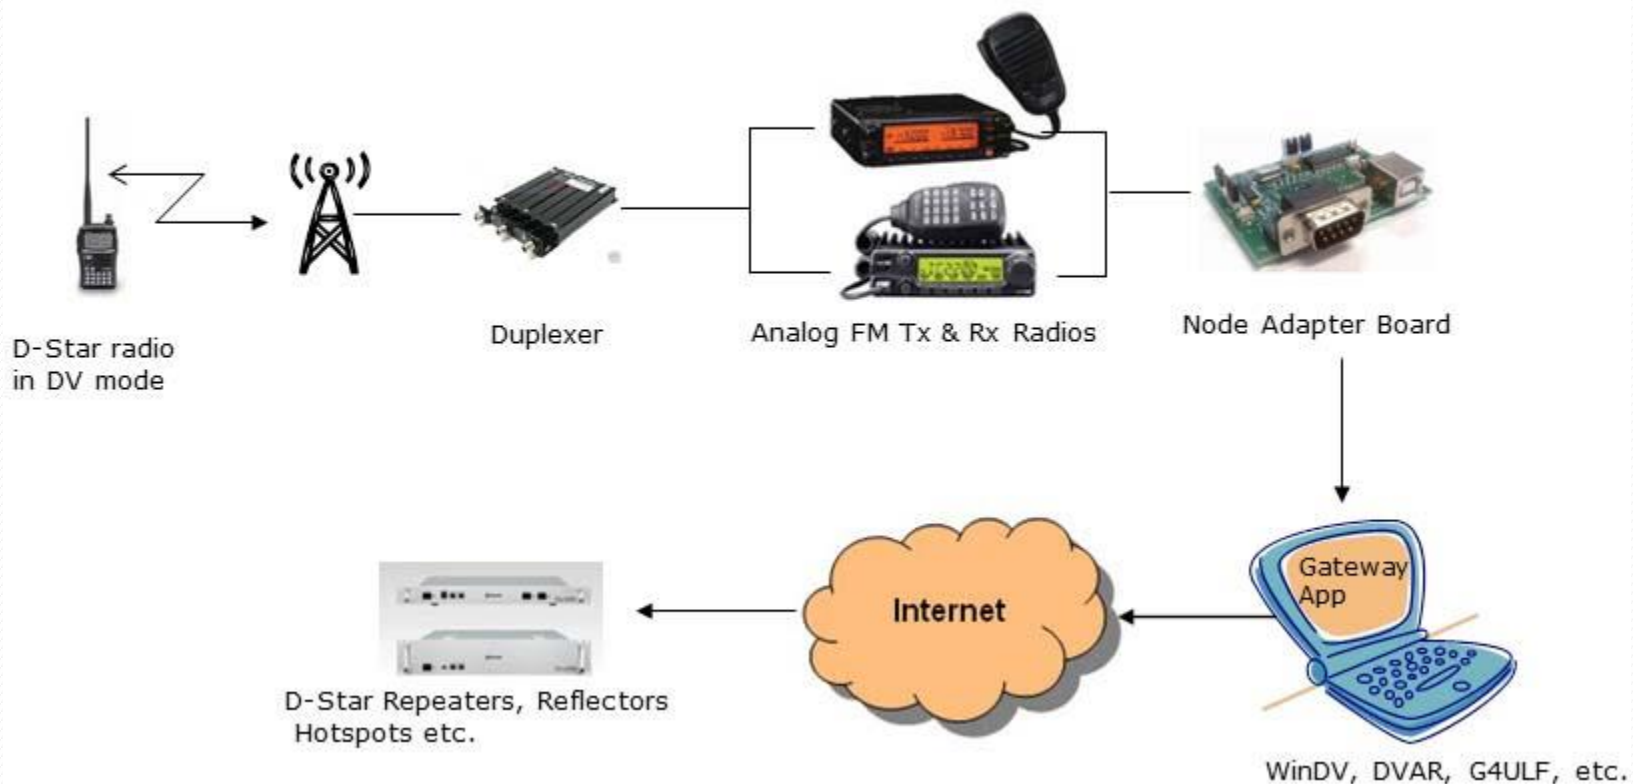 D-Star radio
in DV mode
Duplexer
Analog FM Tx & Rx Radios
Node Adapter Board
Gateway
App
Internet
D-Star Repeaters, Reflectors
Hotspots etc.
WinDV, DVAR, G4ULF, etc.